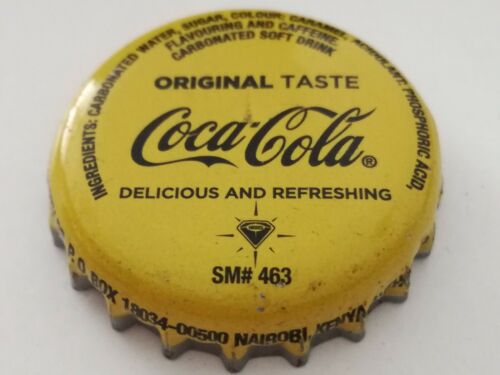 INGREDIENTS: CARBONATED WATER, SUGAR, COLOUR: CARAMEL, ACIDULANT: PHOSPHORIC ACID,
FLAVOURING AND CAFFEINE.
CARBONATED SOFT DRINK
ORIGINAL TASTE
Coca-Cola®
DELICIOUS AND REFRESHING
SM# 463
P O BOX 18034-00500 NAIROBI, KENYA